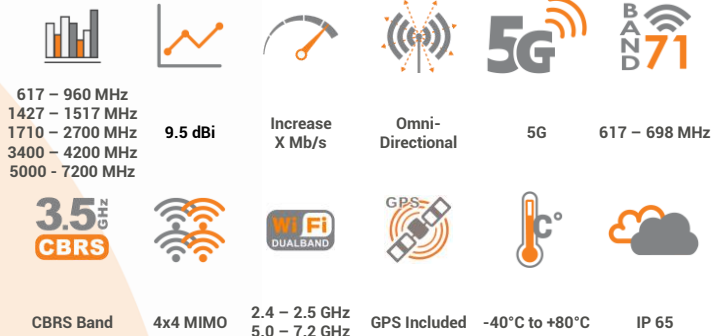 5G
BAND 71
617 – 960 MHz
1427 – 1517 MHz
1710 – 2700 MHz
3400 – 4200 MHz
5000 - 7200 MHz
9.5 dBi
Increase
X Mb/s
Omni-
Directional
5G
617 – 698 MHz
3.5 GHz
CBRS
WiFi
DUALBAND
GPS
C°
CBRS Band
4x4 MIMO
2.4 – 2.5 GHz
5.0 – 7.2 GHz
GPS Included
-40°C to +80°C
IP 65